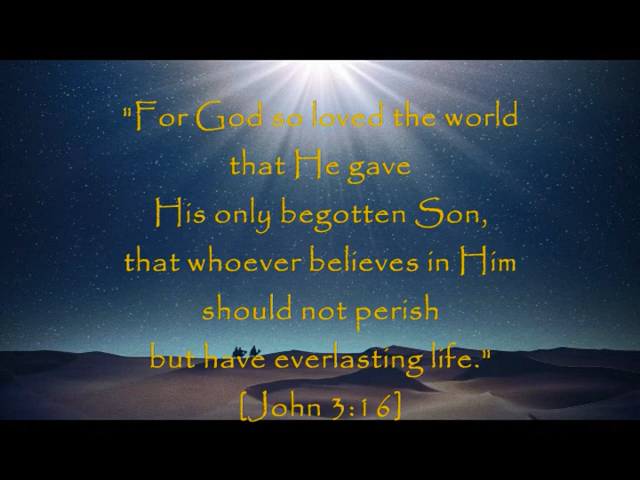 "For God so loved the world
that He gave
His only begotten Son,
that whoever believes in Him
should not perish
but have everlasting life."
[John 3:16]